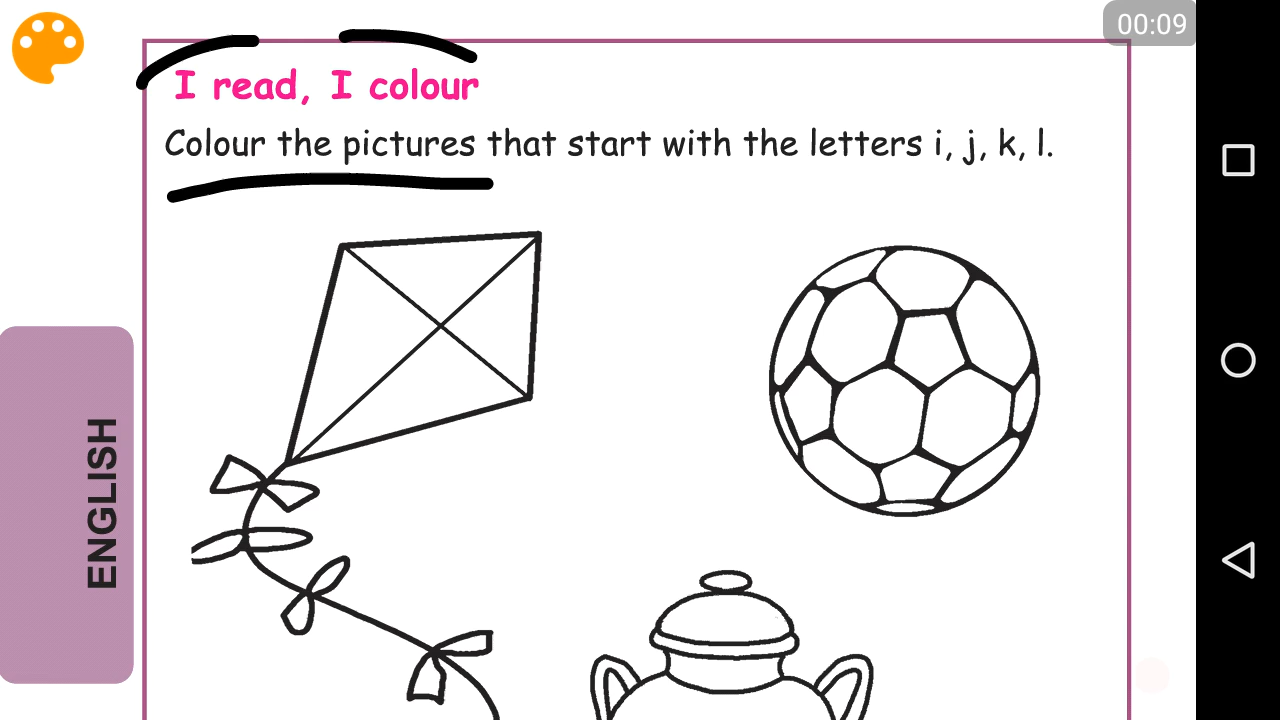 00:09
I read, I colour
Colour the pictures that start with the letters i, j, k, l.
ENGLISH